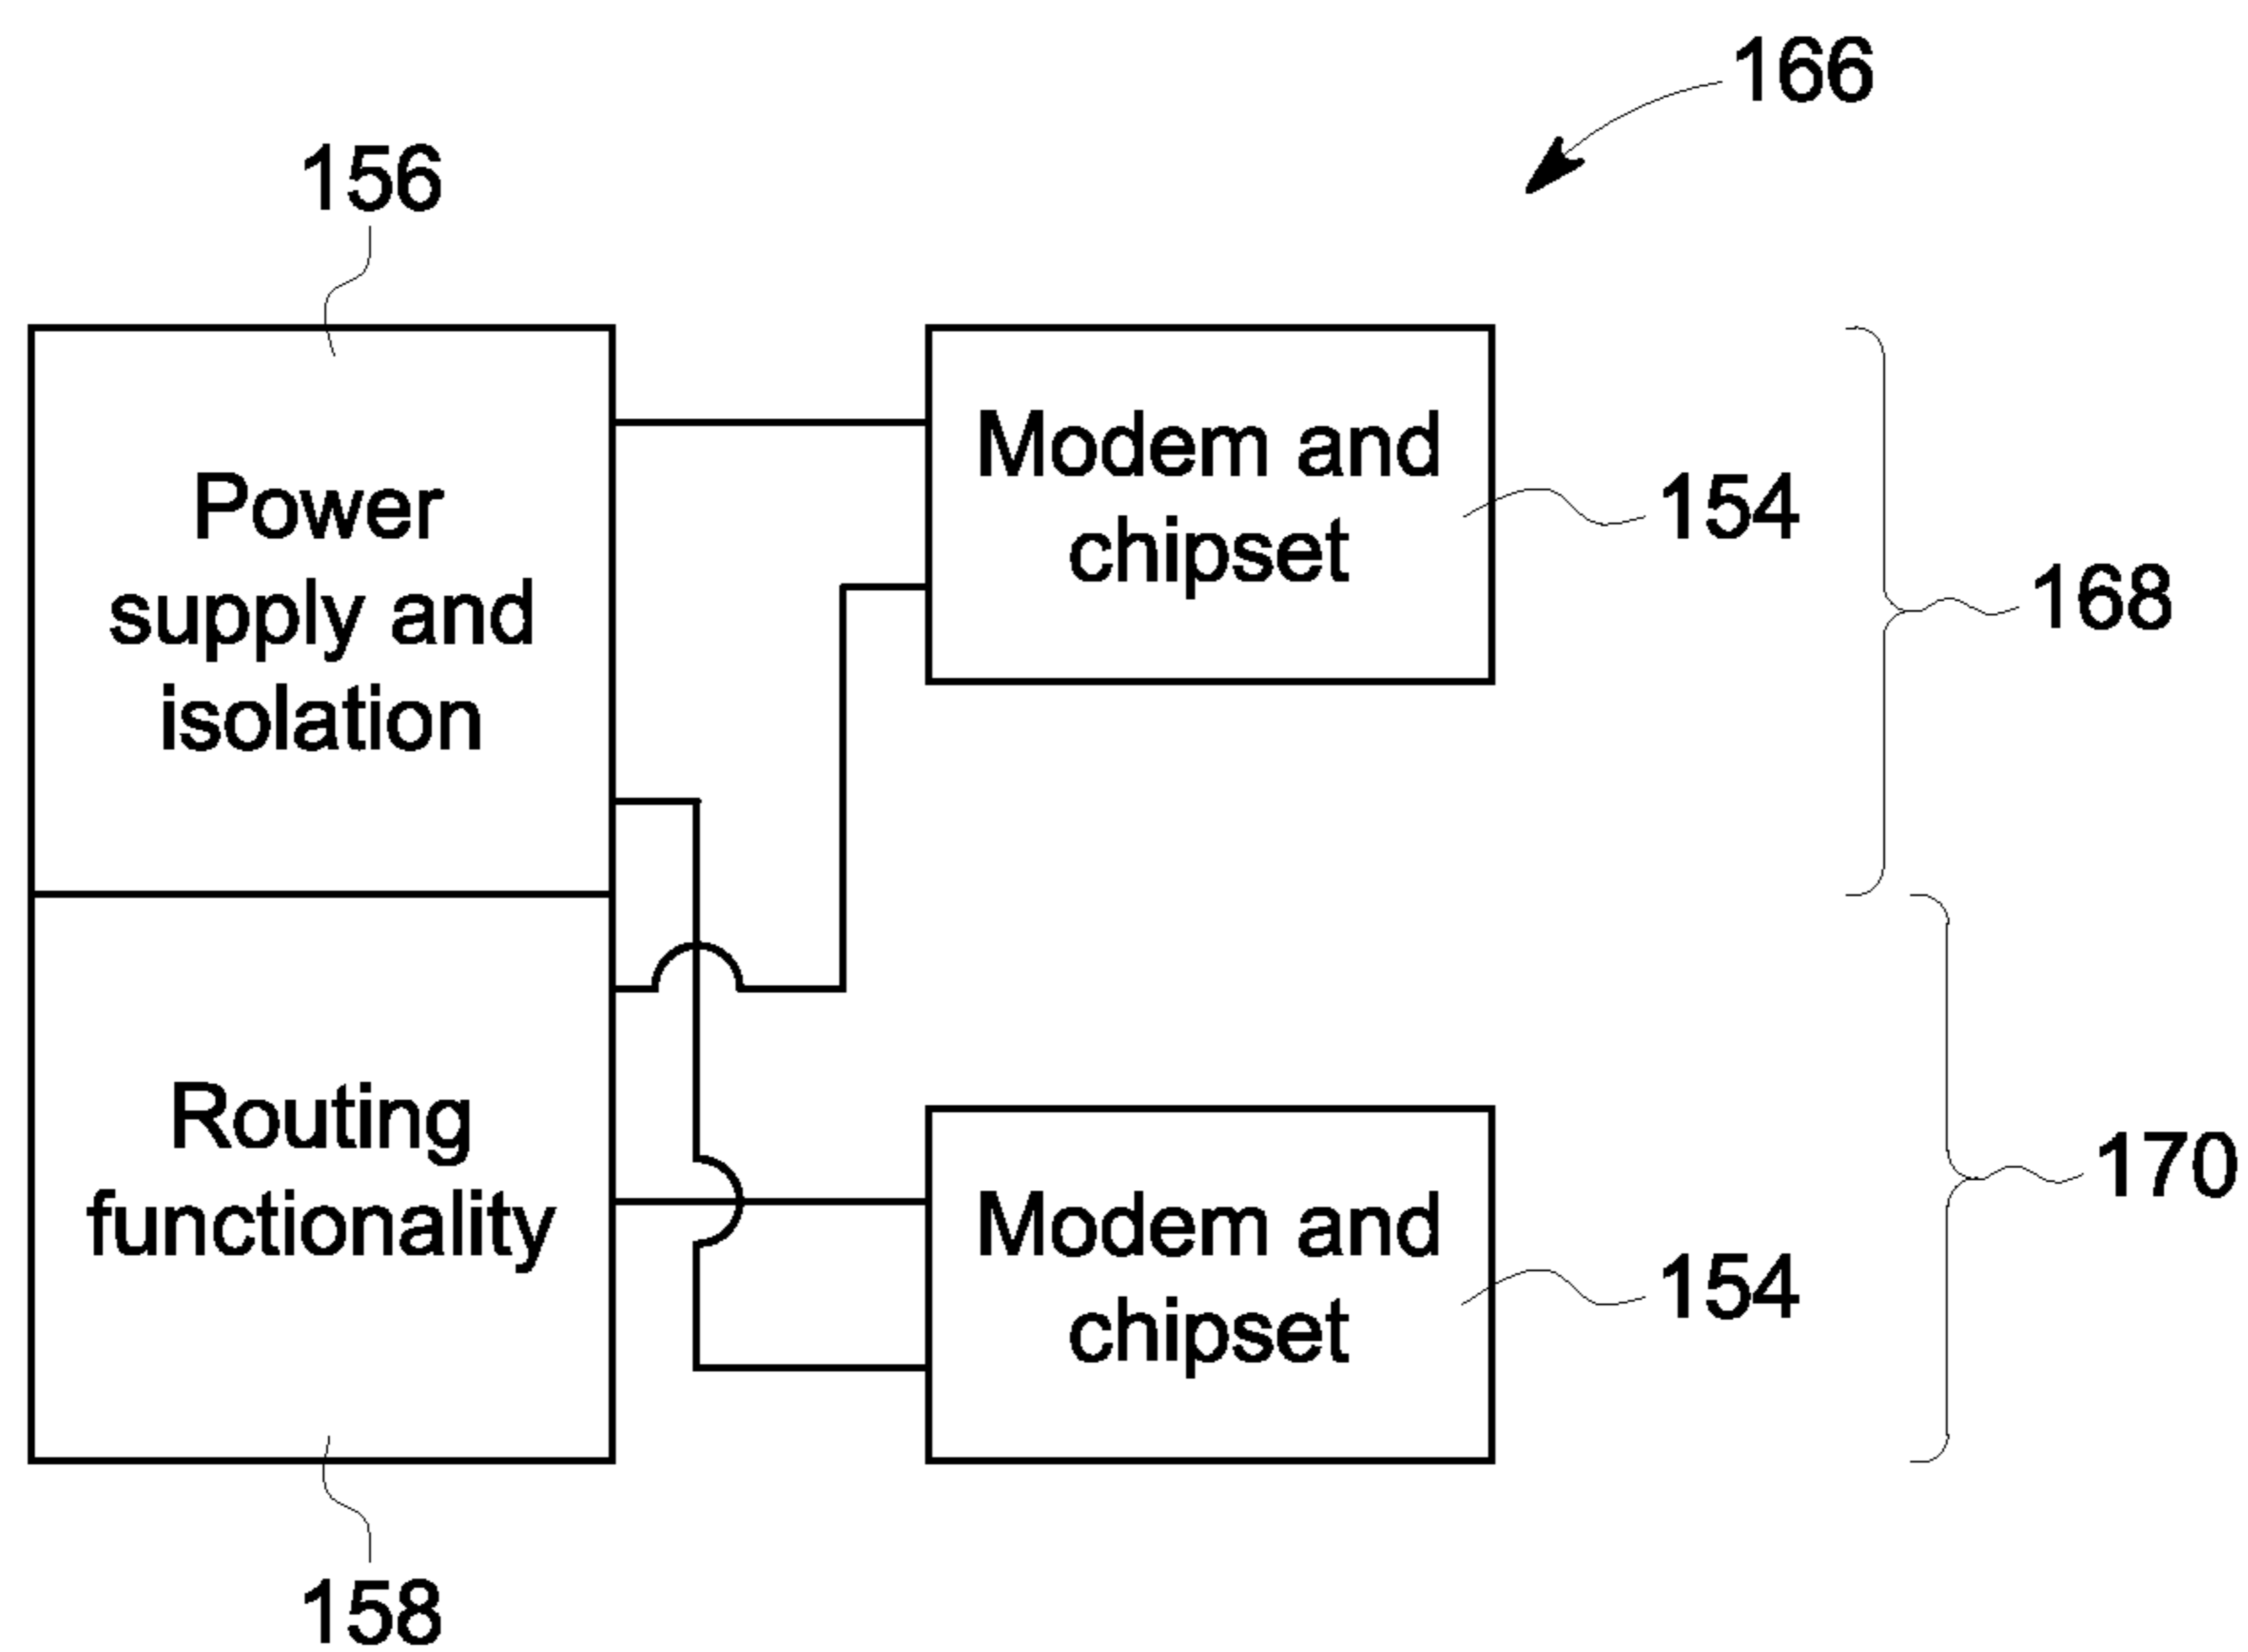 166
156
Power
supply and
isolation
Modem and
chipset
154
168
Routing
functionality
Modem and
chipset
154
170
158